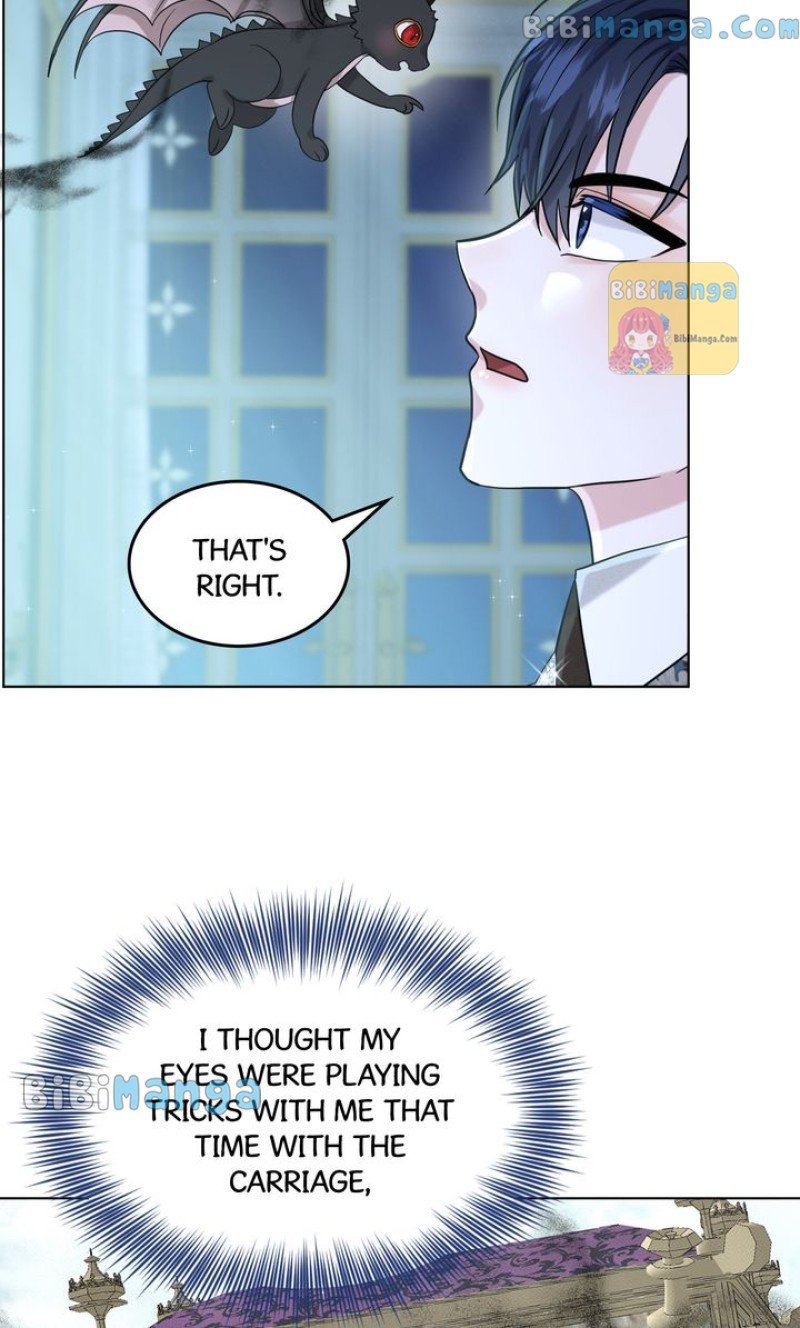 BiBiManga.Com
BiBiManga
BibiManga.Com
THAT'S
RIGHT.
I THOUGHT MY
EYES WERE PLAYING
BiBiManga
TRICKS WITH ME THAT
TIME WITH THE
CARRIAGE,